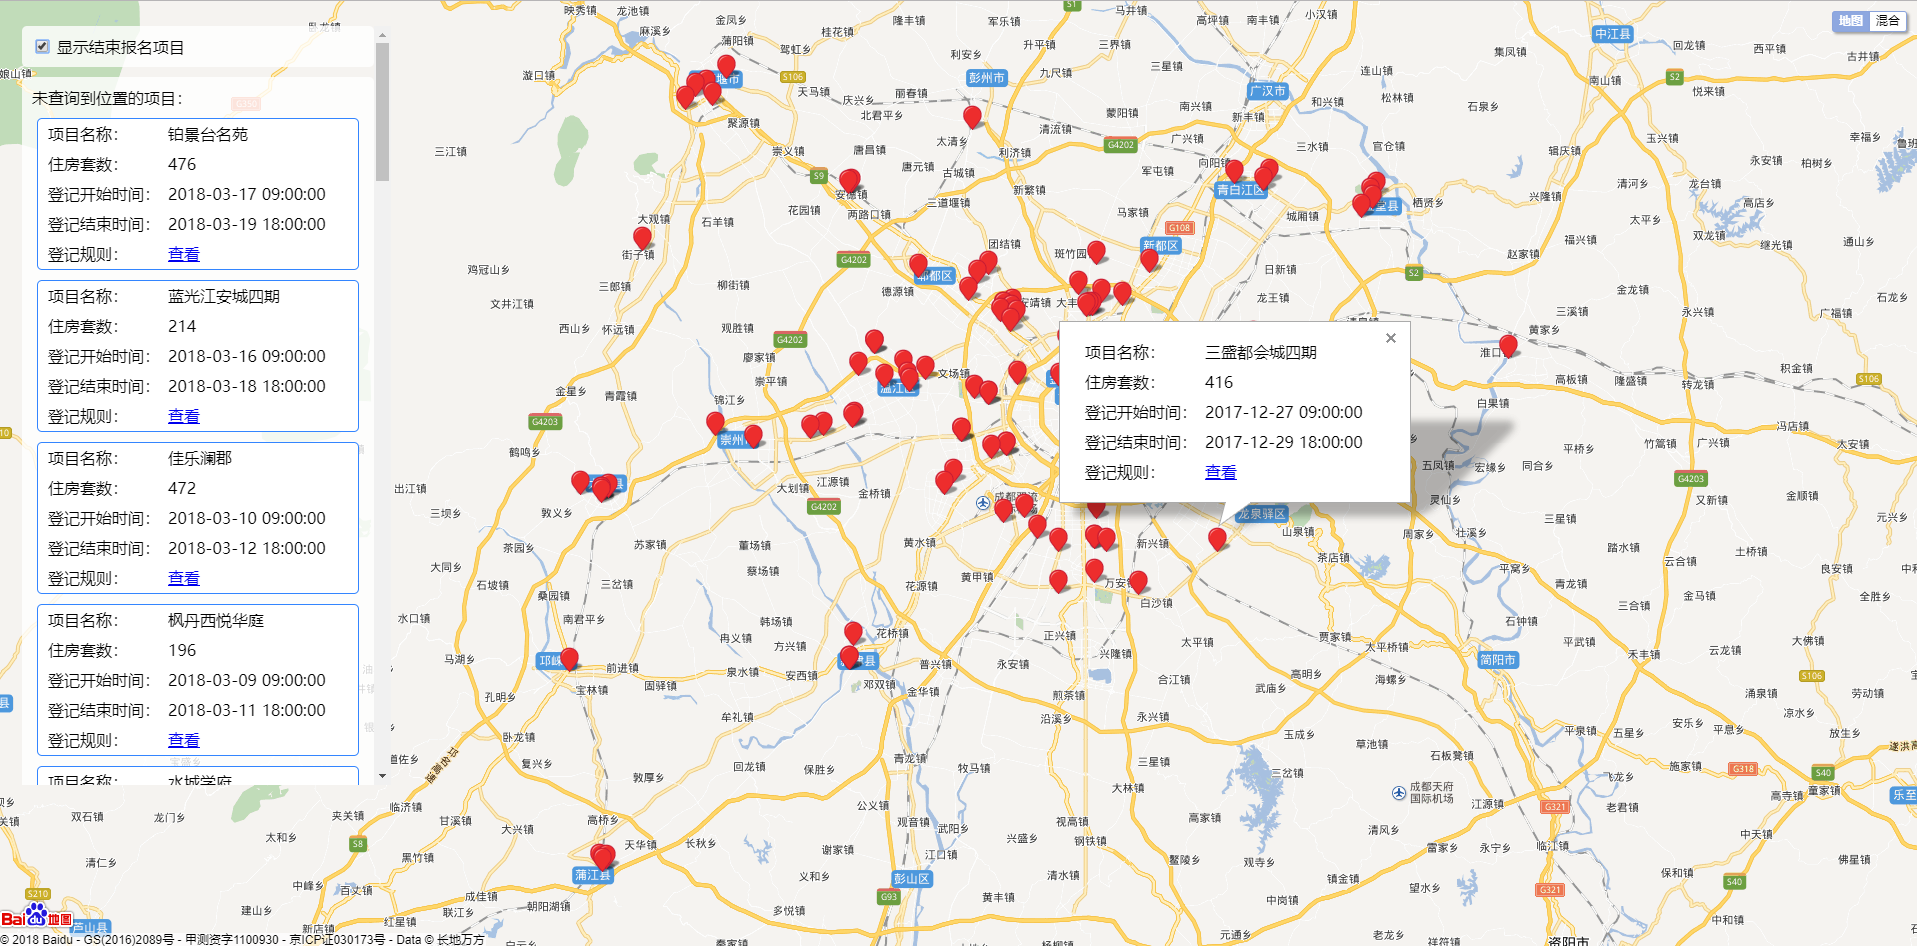 显示结束报名项目
未查询到位置的项目：
项目名称： 铂景台名苑
住房套数： 476
登记开始时间： 2018-03-17 09:00:00
登记结束时间： 2018-03-19 18:00:00
登记规则： 查看
项目名称： 蓝光江安城四期
住房套数： 214
登记开始时间： 2018-03-16 09:00:00
登记结束时间： 2018-03-18 18:00:00
登记规则： 查看
项目名称： 佳乐澜郡
住房套数： 472
登记开始时间： 2018-03-10 09:00:00
登记结束时间： 2018-03-12 18:00:00
登记规则： 查看
项目名称： 枫丹西悦华庭
住房套数： 196
登记开始时间： 2018-03-09 09:00:00
登记结束时间： 2018-03-11 18:00:00
登记规则： 查看
项目名称： 水城学府
项目名称： 三盛都会城四期
住房套数： 416
登记开始时间： 2017-12-27 09:00:00
登记结束时间： 2017-12-29 18:00:00
登记规则： 查看
地图 混合
中江县
彭州市
广汉市
青白江区
新都区
龙泉驿区
简阳市
彭山区
蒲江县
映秀镇
龙池镇
麻溪乡
金凤乡
蒲阳镇
驾虹乡
桂花镇
隆丰镇
军乐镇
马井镇
高坪镇
南丰镇
小汉镇
利安乡
升平镇
三界镇
集凤镇
回龙镇
西平镇
古井镇
漩口镇
天马镇
庆兴乡
丽春镇
九尺镇
三星镇
连山镇
南山镇
悦来镇
北君平乡
蒙阳镇
南兴镇
和兴镇
松林镇
石泉乡
聚源镇
太清乡
清流镇
新丰镇
广兴镇
玉兴镇
幸福乡
三江镇
崇义镇
唐昌镇
利济镇
向阳镇
三水镇
官仓镇
辑庆镇
永安镇
柏树乡
唐元镇
古城镇
军屯镇
清河乡
龙台镇
安德镇
新繁镇
兴隆镇
高店乡
大观镇
石羊镇
花园镇
两路口镇
三道堰镇
马家镇
城厢镇
栖贤乡
太平乡
街子镇
团结镇
斑竹园
福兴镇
双龙镇
继光镇
通山乡
鸡冠山乡
赵家镇
日新镇
三郎镇
柳街镇
德源镇
安靖镇
大丰
龙王镇
金龙镇
石龙乡
文井江镇
三溪镇
永兴镇
广福镇
西山乡
怀远镇
观胜镇
黄家镇
廖家镇
淮口
文场镇
积金镇
金星乡
青霞镇
崇平镇
高板镇
隆盛镇
转龙镇
锦江乡
白果镇
冯店镇
鹤鸣乡
五凤镇
宏缘乡
同合乡
平桥乡
竹篙镇
广兴镇
太安镇
出江镇
大划镇
江源镇
金桥镇
灵仙乡
又新镇
金顺镇
三坝乡
敦义乡
山泉镇
周家乡
壮溪乡
三星镇
元兴乡
茶园乡
苏家镇
董场镇
黄水镇
新兴镇
茶店镇
踏水镇
土桥乡
大同乡
石坡镇
三岔镇
蔡场镇
花源镇
黄甲镇
万安
平窝乡
青龙镇
云合镇
良安镇
桑园镇
白沙镇
三合镇
金马镇
全胜乡
水口镇
南君平乡
韩场镇
冉义镇
方兴镇
花桥镇
正兴镇
太平镇
贾家镇
石钟镇
平武镇
大佛镇
马湖乡
前进镇
泉水镇
安西镇
普兴镇
永安镇
兴隆镇
太平桥镇
禾丰镇
云龙镇
孔明乡
宝林镇
固驿镇
邓双镇
金华镇
煎茶镇
合江镇
武庙乡
高明乡
海螺乡
涌泉镇
劳动镇
牟礼镇
沿溪乡
永兴镇
安乐乡
凉水乡
卧龙镇
玉成乡
平泉镇
五星乡
平息乡
放生乡
复兴乡
回龙镇
保胜乡
青龙镇
牧马镇
三星镇
草池镇
石板凳镇
施家镇
敦厚乡
大林镇
三岔镇
飞龙乡
高寺镇
童家镇
双石镇
龙门乡
夹关镇
临济镇
公义镇
成都天府
国际机场
江源镇
老君镇
甘溪镇
大兴镇
高桥乡
观音镇
武阳乡
兴盛乡
视高镇
高家镇
清风乡
中天镇
太和乡
黑竹镇
天华镇
长秋乡
谢家镇
江口镇
钢铁镇
雷家乡
永宁乡
临江镇
清仁乡
义和乡
鳌陵乡
观寺乡
佛星镇
中峰乡
百丈镇
成佳镇
清水镇
镇金镇
望水乡
保和镇
建山乡
联江乡
朝阳湖镇
多悦镇
黄丰镇
中岗镇
中和镇
新店镇
红星镇
秦家镇
元通乡
老龙乡
祥符镇
资阳市
邛名高速
S1
S106
S2
G4202
S9
G108
G4202
S2
G4202
S106
G4203
G4203
G4202
S106
G318
S40
G321
S8
G321
S40
S210
G93
Bai du 地图
© 2018 Baidu - GS(2016)2089号 - 甲测资字1100930 - 京ICP证030173号 - Data © 长地万方